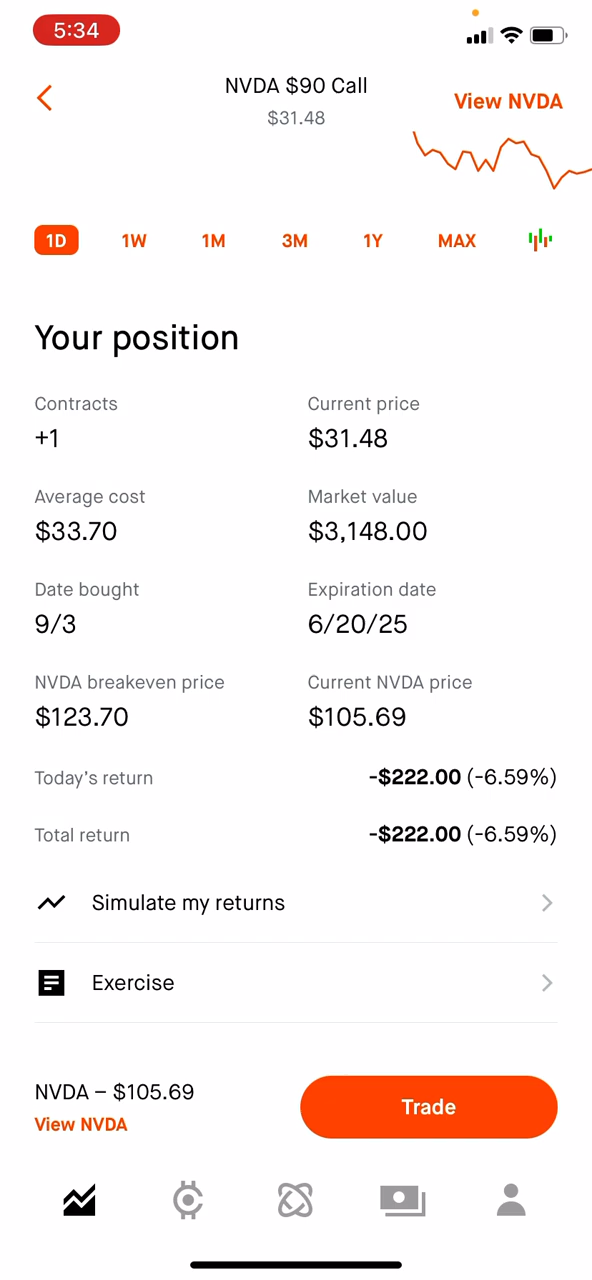 5:34
NVDA $90 Call
$31.48
View NVDA
1D 1W 1M 3M 1Y MAX
Your position
Contracts Current price
+1 $31.48
Average cost Market value
$33.70 $3,148.00
Date bought Expiration date
9/3 6/20/25
NVDA breakeven price Current NVDA price
$123.70 $105.69
Today's return -$222.00 (-6.59%)
Total return -$222.00 (-6.59%)
Simulate my returns
Exercise
NVDA – $105.69
View NVDA
Trade